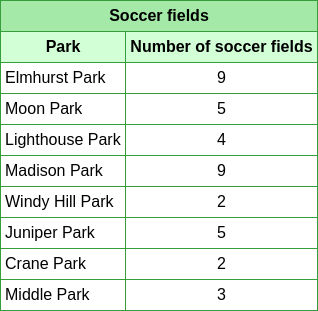 Soccer fields
Park Number of soccer fields
Elmhurst Park 9
Moon Park 5
Lighthouse Park 4
Madison Park 9
Windy Hill Park 2
Juniper Park 5
Crane Park 2
Middle Park 3